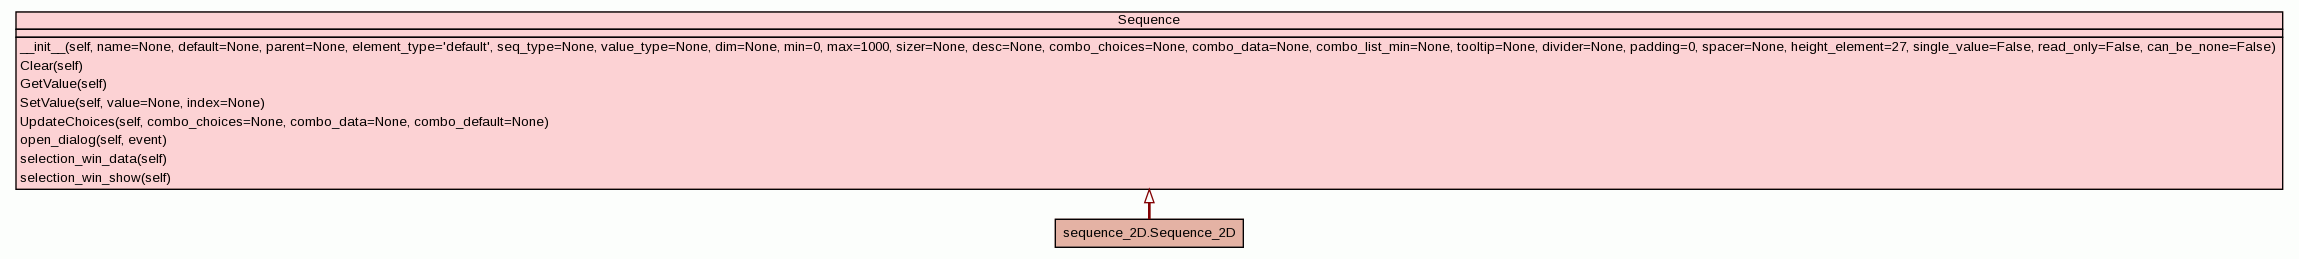 Sequence
__init__(self, name=None, default=None, parent=None, element_type='default', seq_type=None, value_type=None, dim=None, min=0, max=1000, sizer=None, desc=None, combo_choices=None, combo_data=None, combo_list_min=None, tooltip=None, divider=None, padding=0, spacer=None, height_element=27, single_value=False, read_only=False, can_be_none=False)
Clear(self)
GetValue(self)
SetValue(self, value=None, index=None)
UpdateChoices(self, combo_choices=None, combo_data=None, combo_default=None)
open_dialog(self, event)
selection_win_data(self)
selection_win_show(self)
sequence_2D.Sequence_2D